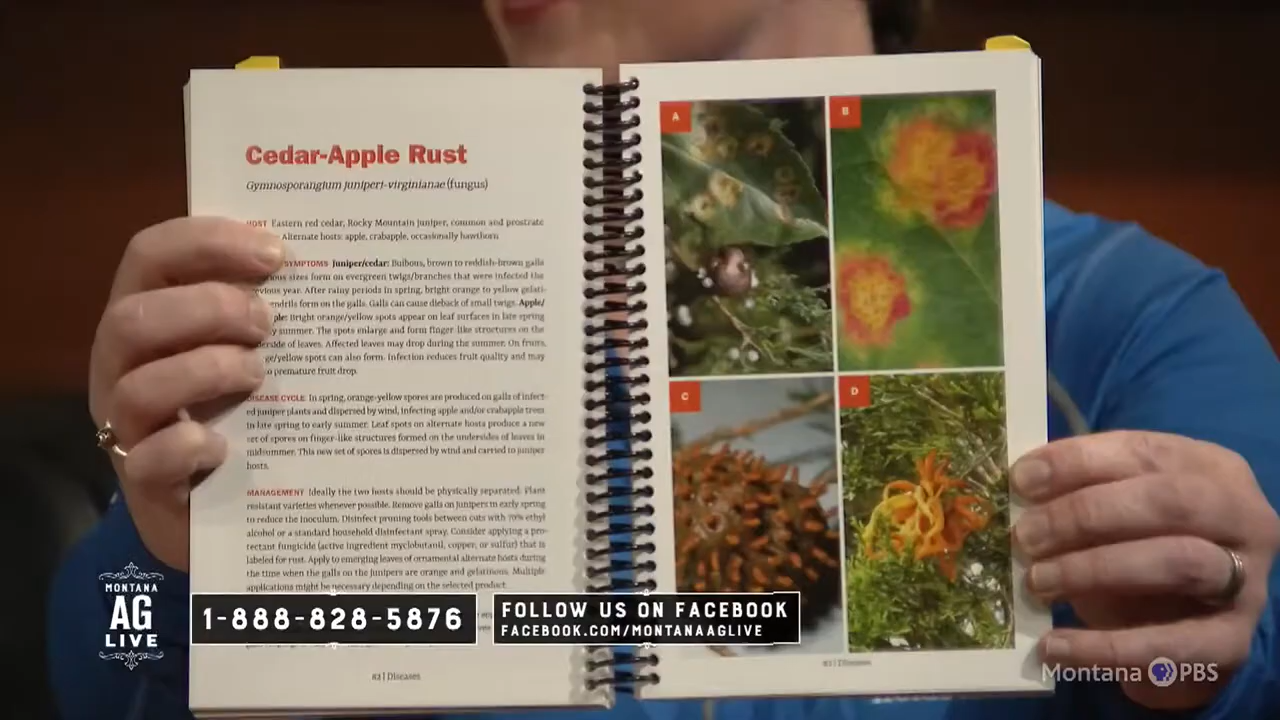 Cedar-Apple Rust
Gymnosporangium juniperi-virginianae (fungus)
HOST Eastern red cedar, Rocky Mountain juniper, common and prostrate
Alternate hosts: apple, crabapple, occasionally hawthorn
SYMPTOMS Juniper/cedar: Bulbous, brown to reddish-brown galls
sizes form on evergreen twigs/branches that were infected the
year. After rainy periods in spring, bright orange to yellow gelati-
form on the galls. Galls can cause dieback of small twigs. Apple/
Bright orange/yellow spots appear on leaf surfaces in late spring
summer. The spots enlarge and form finger-like structures on the
of leaves. Affected leaves may drop during the summer. On fruits,
spots can also form. Infection reduces fruit quality and may
premature fruit drop.
DISEASE CYCLE In spring, orange-yellow spores are produced on galls of infect-
ed juniper plants and dispersed by wind, infecting apple and/or crabapple trees
in late spring to early summer. Leaf spots on alternate hosts produce a new
set of spores on finger-like structures formed on the undersides of leaves in
midsummer. This new set of spores is dispersed by wind and carried to juniper
hosts.
MANAGEMENT Ideally the two hosts should be physically separated. Plant
resistant varieties whenever possible. Remove galls on junipers in early spring
to reduce the inoculum. Disinfect pruning tools between cuts with 70% ethyl
alcohol or a standard household disinfectant spray. Consider applying a pro-
tectant fungicide (active ingredient myclobutanil, copper, or sulfur) that is
labeled for rust. Apply to emerging leaves of ornamental alternate hosts during
the time when the galls on the junipers are orange and gelatinous. Multiple
applications might be necessary depending on the selected product.
82 | Diseases
A
B
C
D
83 | Diseases
MONTANA
AG
LIVE
1-888-828-5876
FOLLOW US ON FACEBOOK
FACEBOOK.COM/MONTANAAGLIVE
Montana PBS